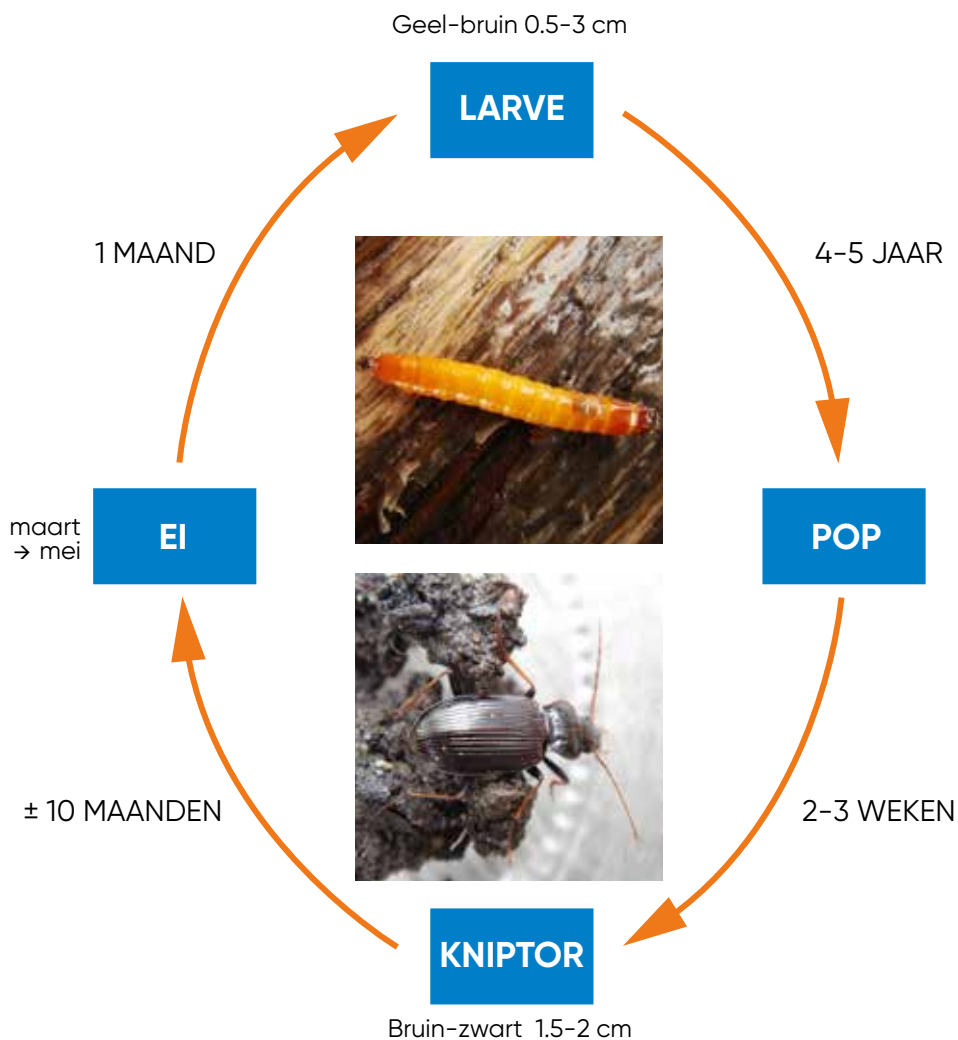 Geel-bruin 0.5-3 cm
LARVE
1 MAAND
4-5 JAAR
maart
→ mei
EI
POP
± 10 MAANDEN
2-3 WEKEN
KNIPTOR
Bruin-zwart 1.5-2 cm